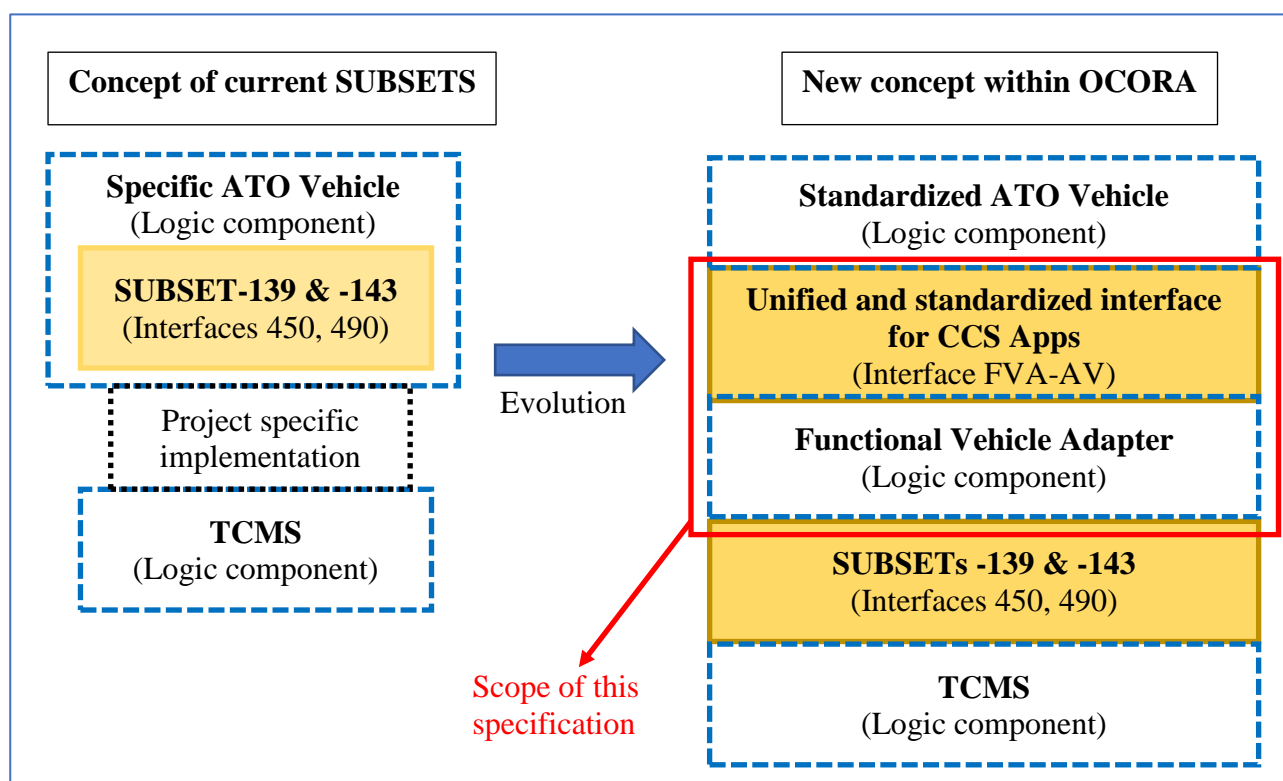 Concept of current SUBSETS
Specific ATO Vehicle
(Logic component)
SUBSET-139 & -143
(Interfaces 450, 490)
Project specific
implementation
TCMS
(Logic component)
Evolution
New concept within OCORA
Standardized ATO Vehicle
(Logic component)
Unified and standardized interface
for CCS Apps
(Interface FVA-AV)
Functional Vehicle Adapter
(Logic component)
SUBSETs -139 & -143
(Interfaces 450, 490)
TCMS
(Logic component)
Scope of this
specification